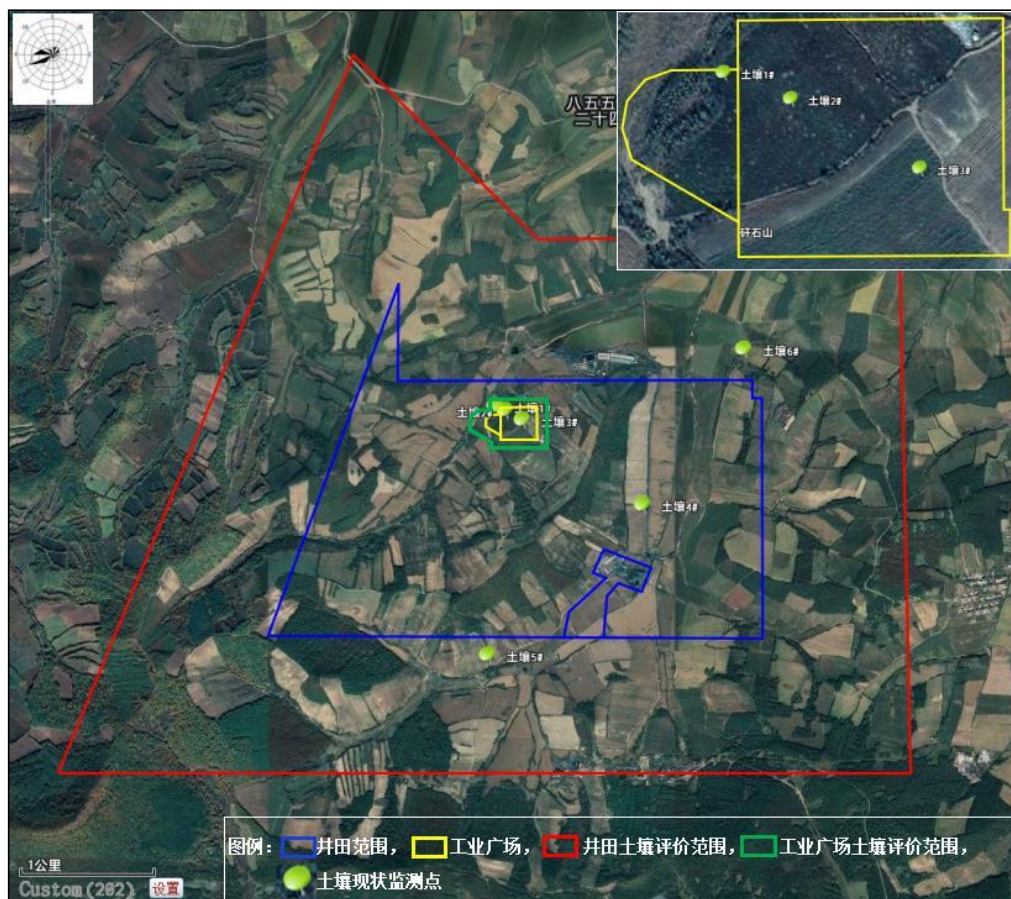 土壤1#
土壤2#
土壤3#
矸石山
八五五
二十四
土壤6#
土壤1#
土壤3#
土壤4#
土壤5#
图例： 井田范围， 工业广场， 井田土壤评价范围， 工业广场土壤评价范围，
土壤现状监测点
1公里
Custom(202) 设置